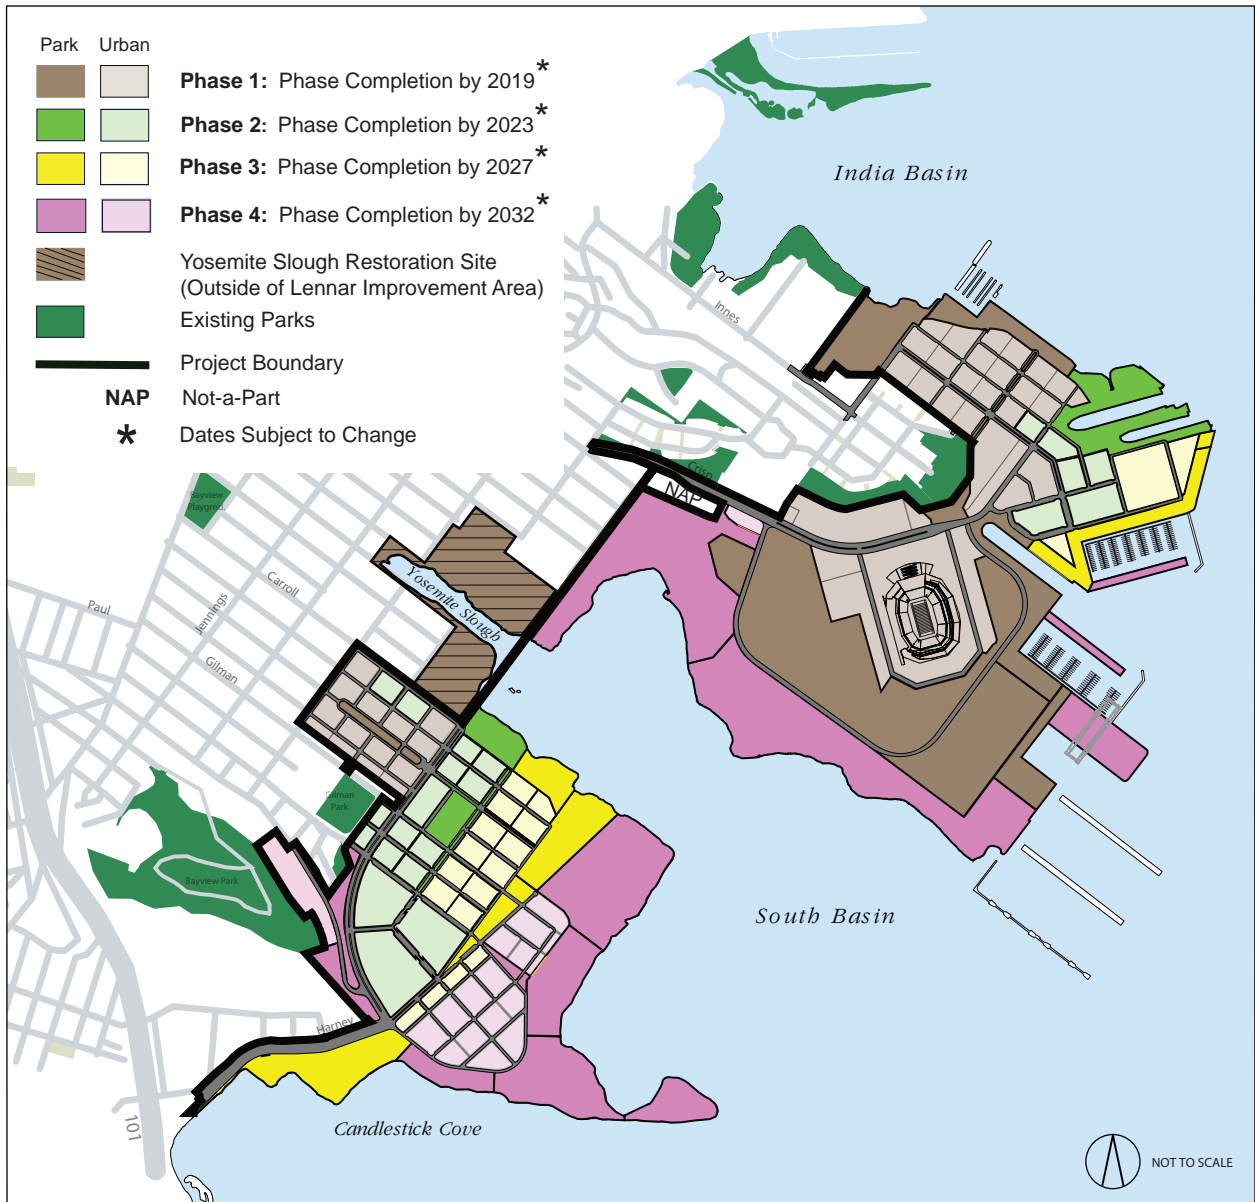 Park Urban
Phase 1: Phase Completion by 2019*
Phase 2: Phase Completion by 2023*
Phase 3: Phase Completion by 2027*
Phase 4: Phase Completion by 2032*
Yosemite Slough Restoration Site
(Outside of Lennar Improvement Area)
Existing Parks
Project Boundary
NAP Not-a-Part
* Dates Subject to Change
India Basin
Innes
Crisp
NAP
Bayview
Playgrnd.
Carroll
Yosemite Slough
Paul
Jennings
Gilman
Gilman
Park
Bayview Park
South Basin
Harney
101
Candlestick Cove
NOT TO SCALE